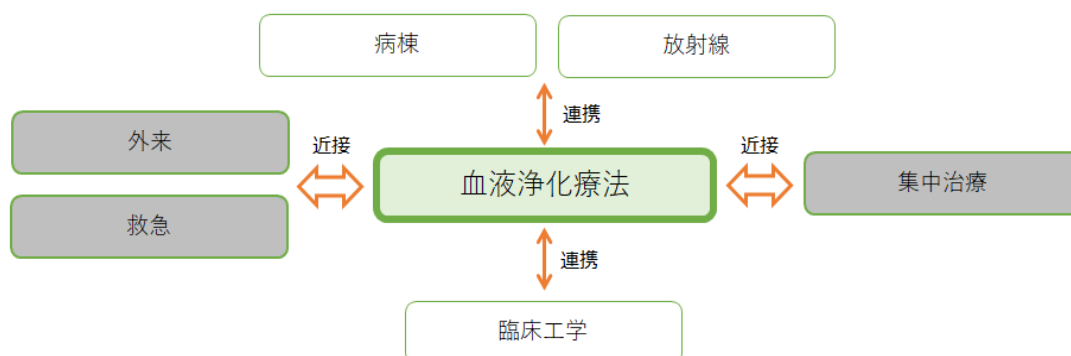 病棟
放射線
連携
外来
近接
血液浄化療法
近接
集中治療
救急
連携
臨床工学